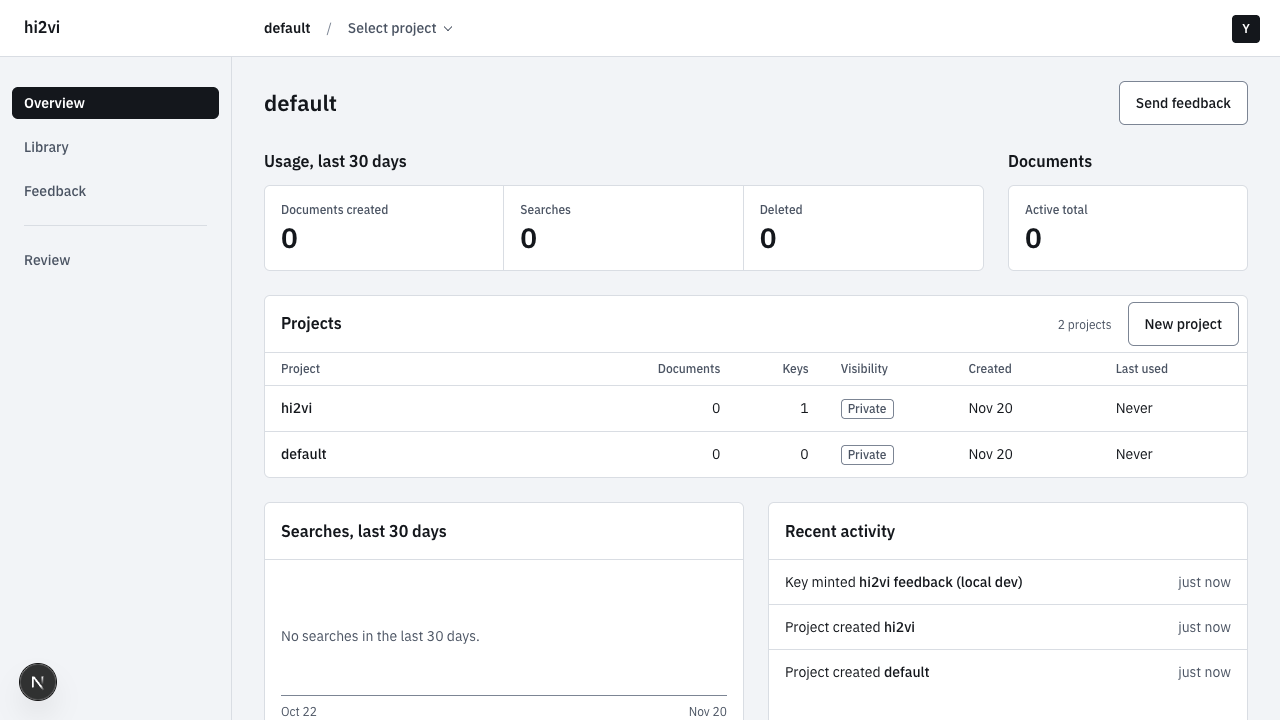 hi2vi
default / Select project
Y
Overview
Library
Feedback
Review
default
Send feedback
Usage, last 30 days
Documents
Documents created
Searches
Deleted
Active total
0
0
0
0
Projects
2 projects
New project
Project Documents Keys Visibility Created Last used
hi2vi 0 1 Private Nov 20 Never
default 0 0 Private Nov 20 Never
Searches, last 30 days
No searches in the last 30 days.
Oct 22 Nov 20
Recent activity
Key minted hi2vi feedback (local dev) just now
Project created hi2vi just now
Project created default just now
N